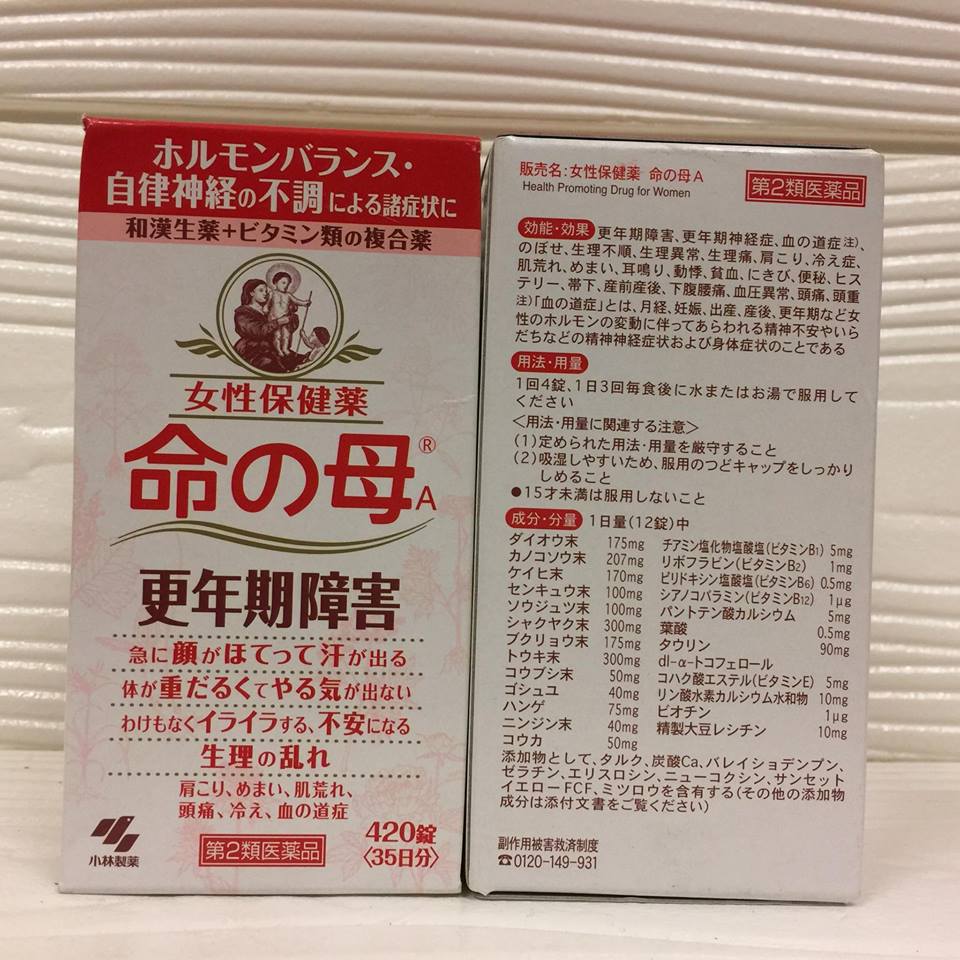 ホルモンバランス・
自律神経の不調による諸症状に
和漢生薬+ビタミン類の複合薬
女性保健薬
命の母®A
更年期障害
急に顔がほてって汗が出る
体が重だるくてやる気が出ない
わけもなくイライラする、不安になる
生理の乱れ
肩こり、めまい、肌荒れ、
頭痛、冷え、血の道症
小林製薬
第2類医薬品
420錠
〈35日分〉
販売名:女性保健薬 命の母A
Health Promoting Drug for Women
第2類医薬品
効能・効果 更年期障害、更年期神経症、血の道症注)、
のぼせ、生理不順、生理異常、生理痛、肩こり、冷え症、
肌荒れ、めまい、耳鳴り、動悸、貧血、にきび、便秘、ヒス
テリー、帯下、産前産後、下腹腰痛、血圧異常、頭痛、頭重
注)「血の道症」とは、月経、妊娠、出産、産後、更年期など女
性のホルモンの変動に伴ってあらわれる精神不安やいら
だちなどの精神神経症状および身体症状のことである
用法・用量
1回4錠、1日3回毎食後に水またはお湯で服用して
ください
<用法・用量に関連する注意>
(1)定められた用法・用量を厳守すること
(2)吸湿しやすいため、服用のつどキャップをしっかり
しめること
●15才未満は服用しないこと
成分・分量 1日量(12錠)中
ダイオウ末 175mg
カノコソウ末 207mg
ケイヒ末 170mg
センキュウ末 100mg
ソウジュツ末 100mg
シャクヤク末 300mg
ブクリョウ末 175mg
トウキ末 300mg
コウブシ末 50mg
ゴシュユ 40mg
ハンゲ 75mg
ニンジン末 40mg
コウカ 50mg
チアミン塩化物塩酸塩(ビタミンB1) 5mg
リボフラビン(ビタミンB2) 1mg
ピリドキシン塩酸塩(ビタミンB6) 0.5mg
シアノコバラミン(ビタミンB12) 1μg
パントテン酸カルシウム 5mg
葉酸 0.5mg
タウリン 90mg
dl-α-トコフェロール
コハク酸エステル(ビタミンE) 5mg
リン酸水素カルシウム水和物 10mg
ビオチン 1μg
精製大豆レシチン 10mg
添加物として、タルク、炭酸Ca、バレイショデンプン、
ゼラチン、エリスロシン、ニューコクシン、サンセット
イエローFCF、ミツロウを含有する(その他の添加物
成分は添付文書をご覧ください)
副作用被害救済制度
☎0120-149-931